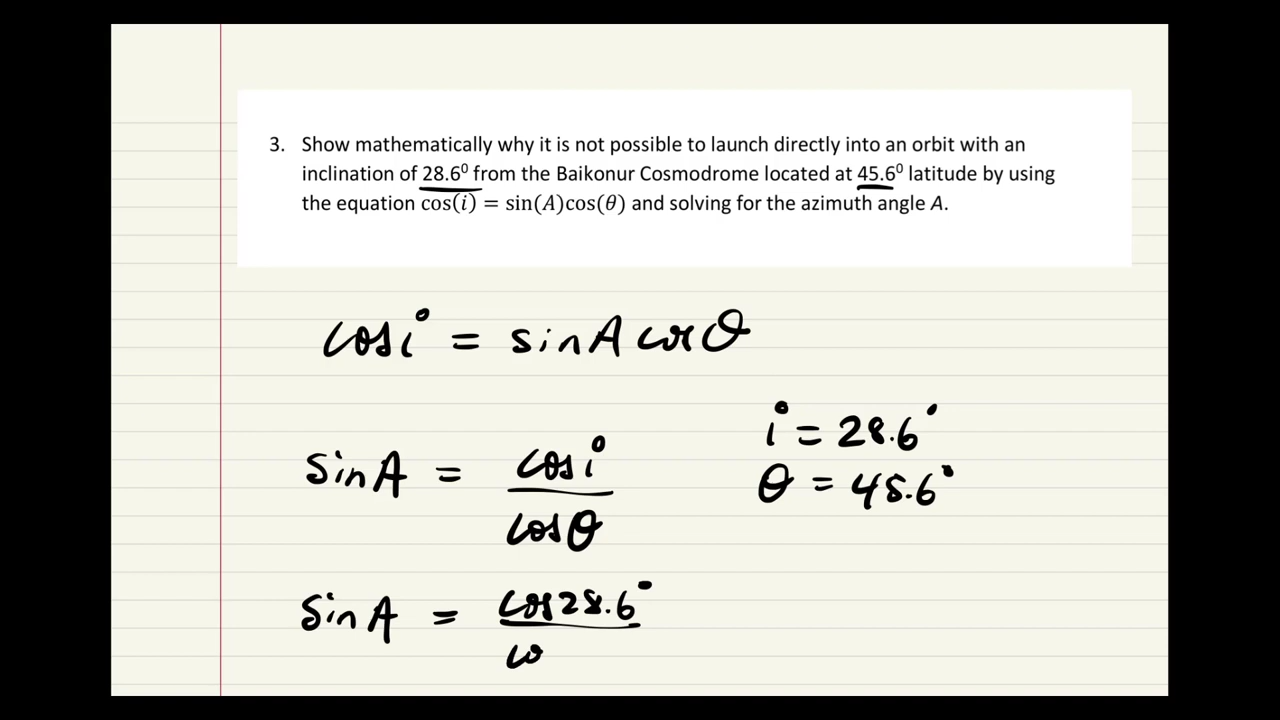 3. Show mathematically why it is not possible to launch directly into an orbit with an
inclination of 28.6⁰ from the Baikonur Cosmodrome located at 45.6⁰ latitude by using
the equation cos(i) = sin(A)cos(θ) and solving for the azimuth angle A.
cos i = sin A cos θ
i = 28.6°
sin A = cos i / cos θ
θ = 45.6°
sin A = cos 28.6° / co